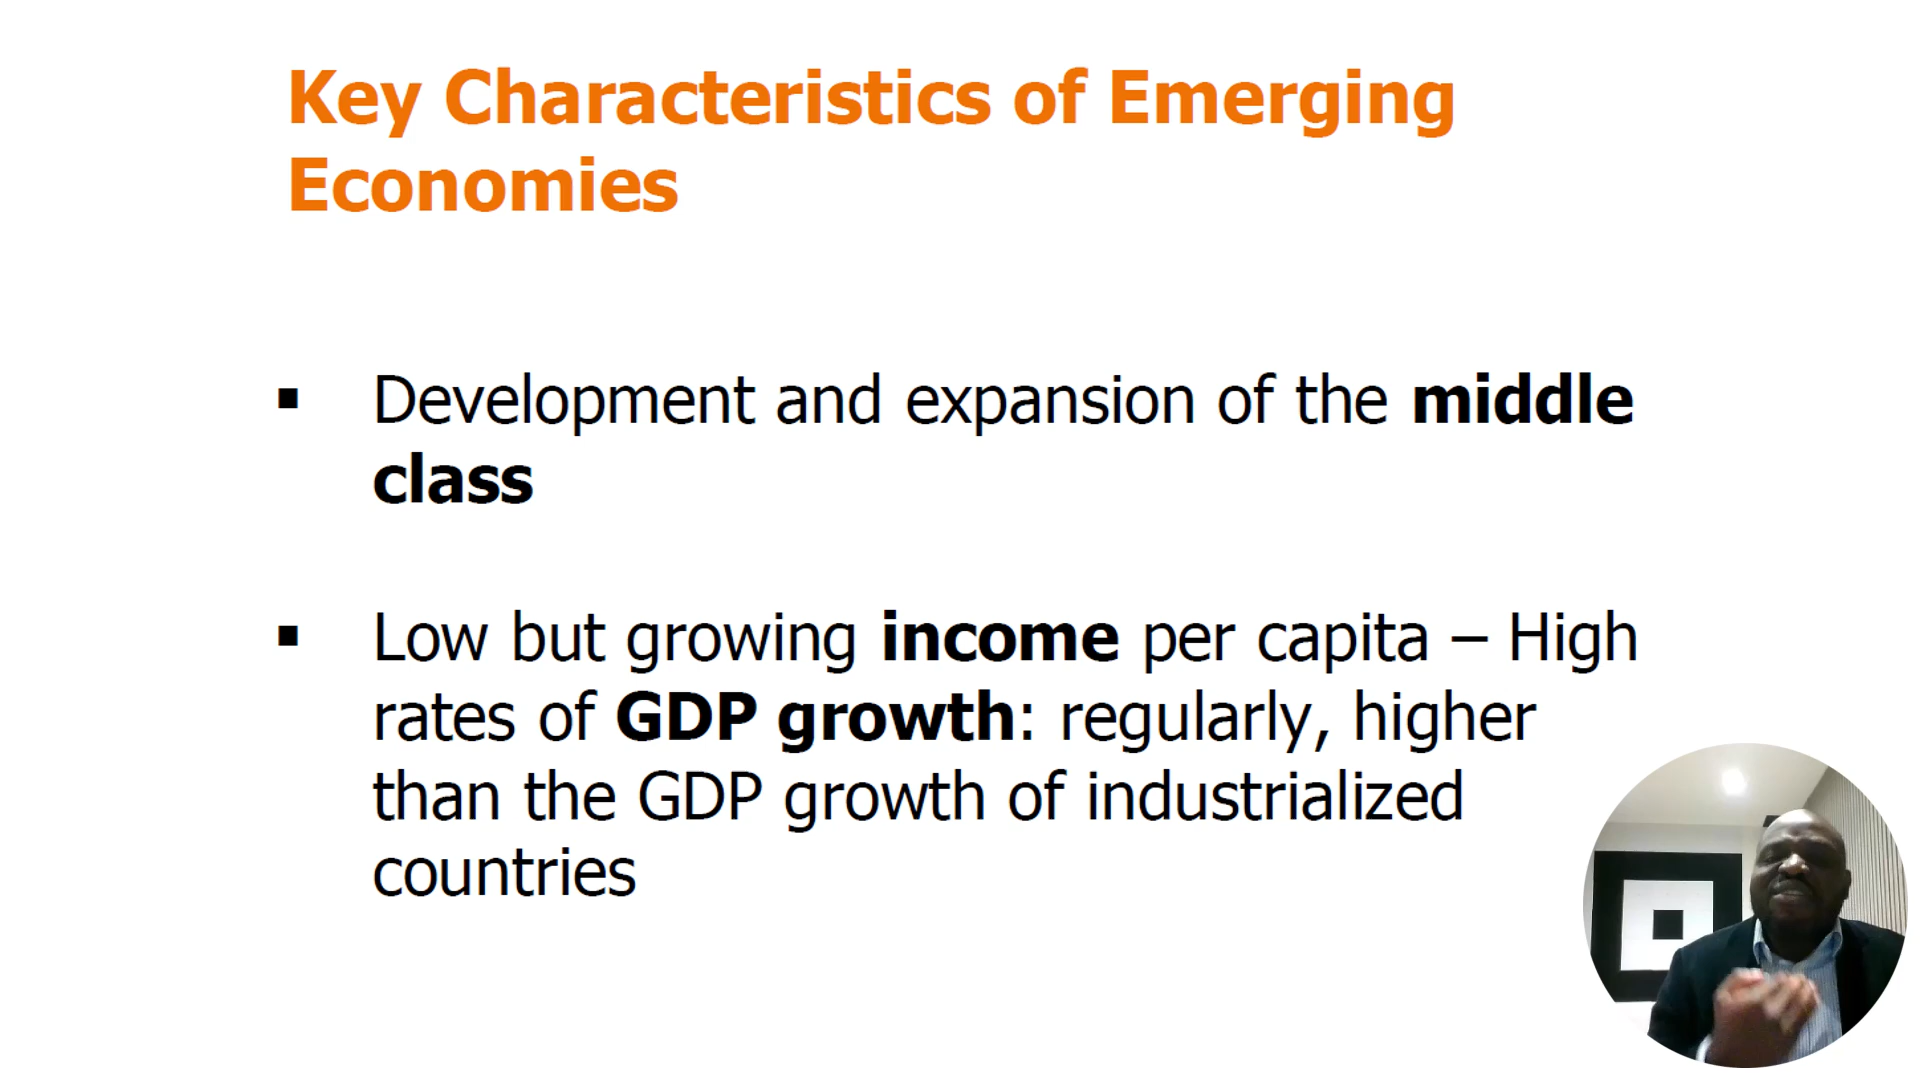 Key Characteristics of Emerging
Economies
▪ Development and expansion of the middle
class
▪ Low but growing income per capita – High
rates of GDP growth: regularly, higher
than the GDP growth of industrialized
countries